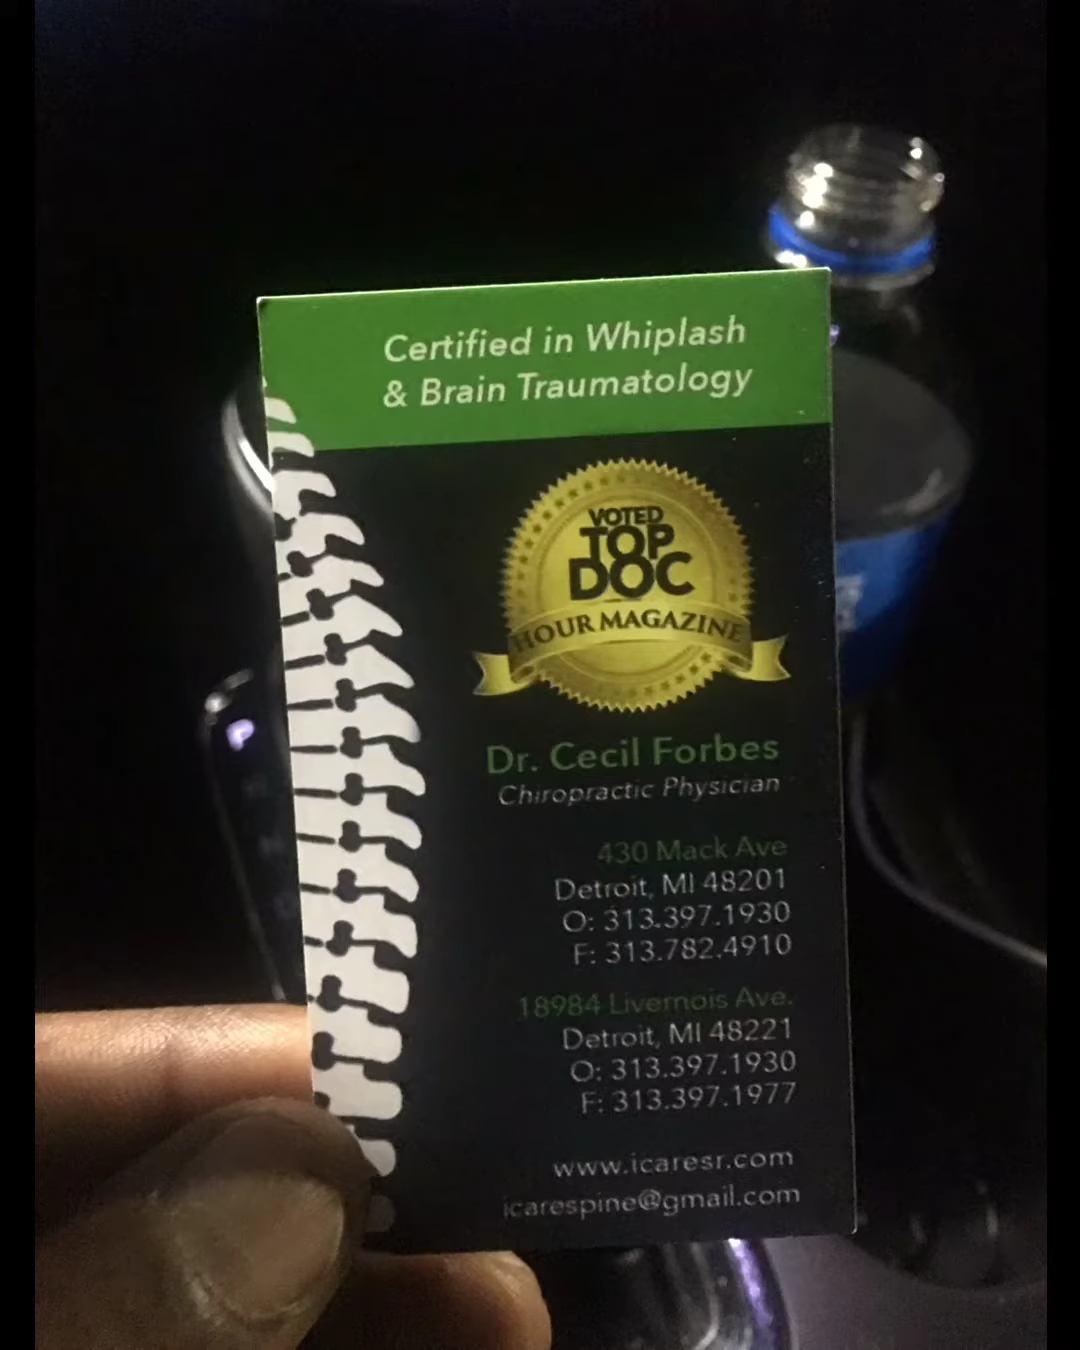 Certified in Whiplash
& Brain Traumatology
VOTED
TOP
DOC
HOUR MAGAZINE
Dr. Cecil Forbes
Chiropractic Physician
430 Mack Ave
Detroit, MI 48201
O: 313.397.1930
F: 313.782.4910
18984 Livernois Ave.
Detroit, MI 48221
O: 313.397.1930
F: 313.397.1977
www.icaresr.com
icarespine@gmail.com